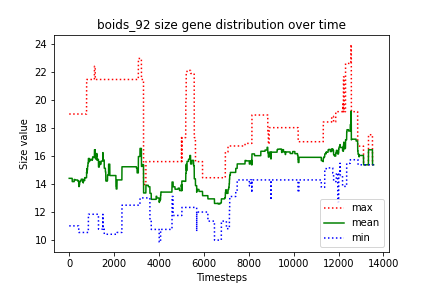 boids_92 size gene distribution over time
Size value
24
22
20
18
16
14
12
10
0 2000 4000 6000 8000 10000 12000 14000
Timesteps
max
mean
min